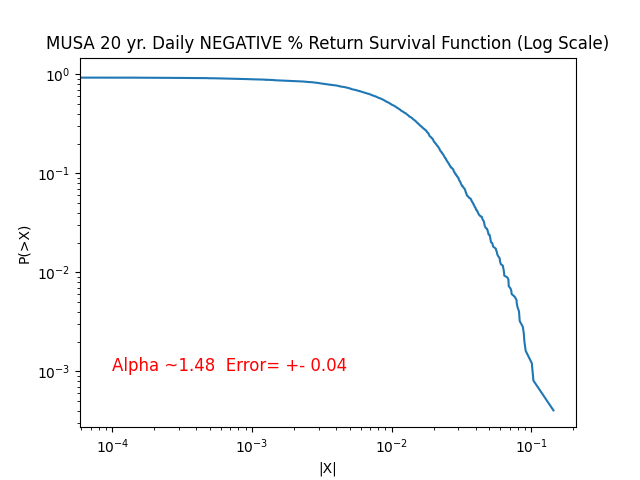 MUSA 20 yr. Daily NEGATIVE % Return Survival Function (Log Scale)
10⁰
10⁻¹
10⁻²
10⁻³
P(>X)
Alpha ~1.48  Error= +- 0.04
10⁻⁴ 10⁻³ 10⁻² 10⁻¹
|X|